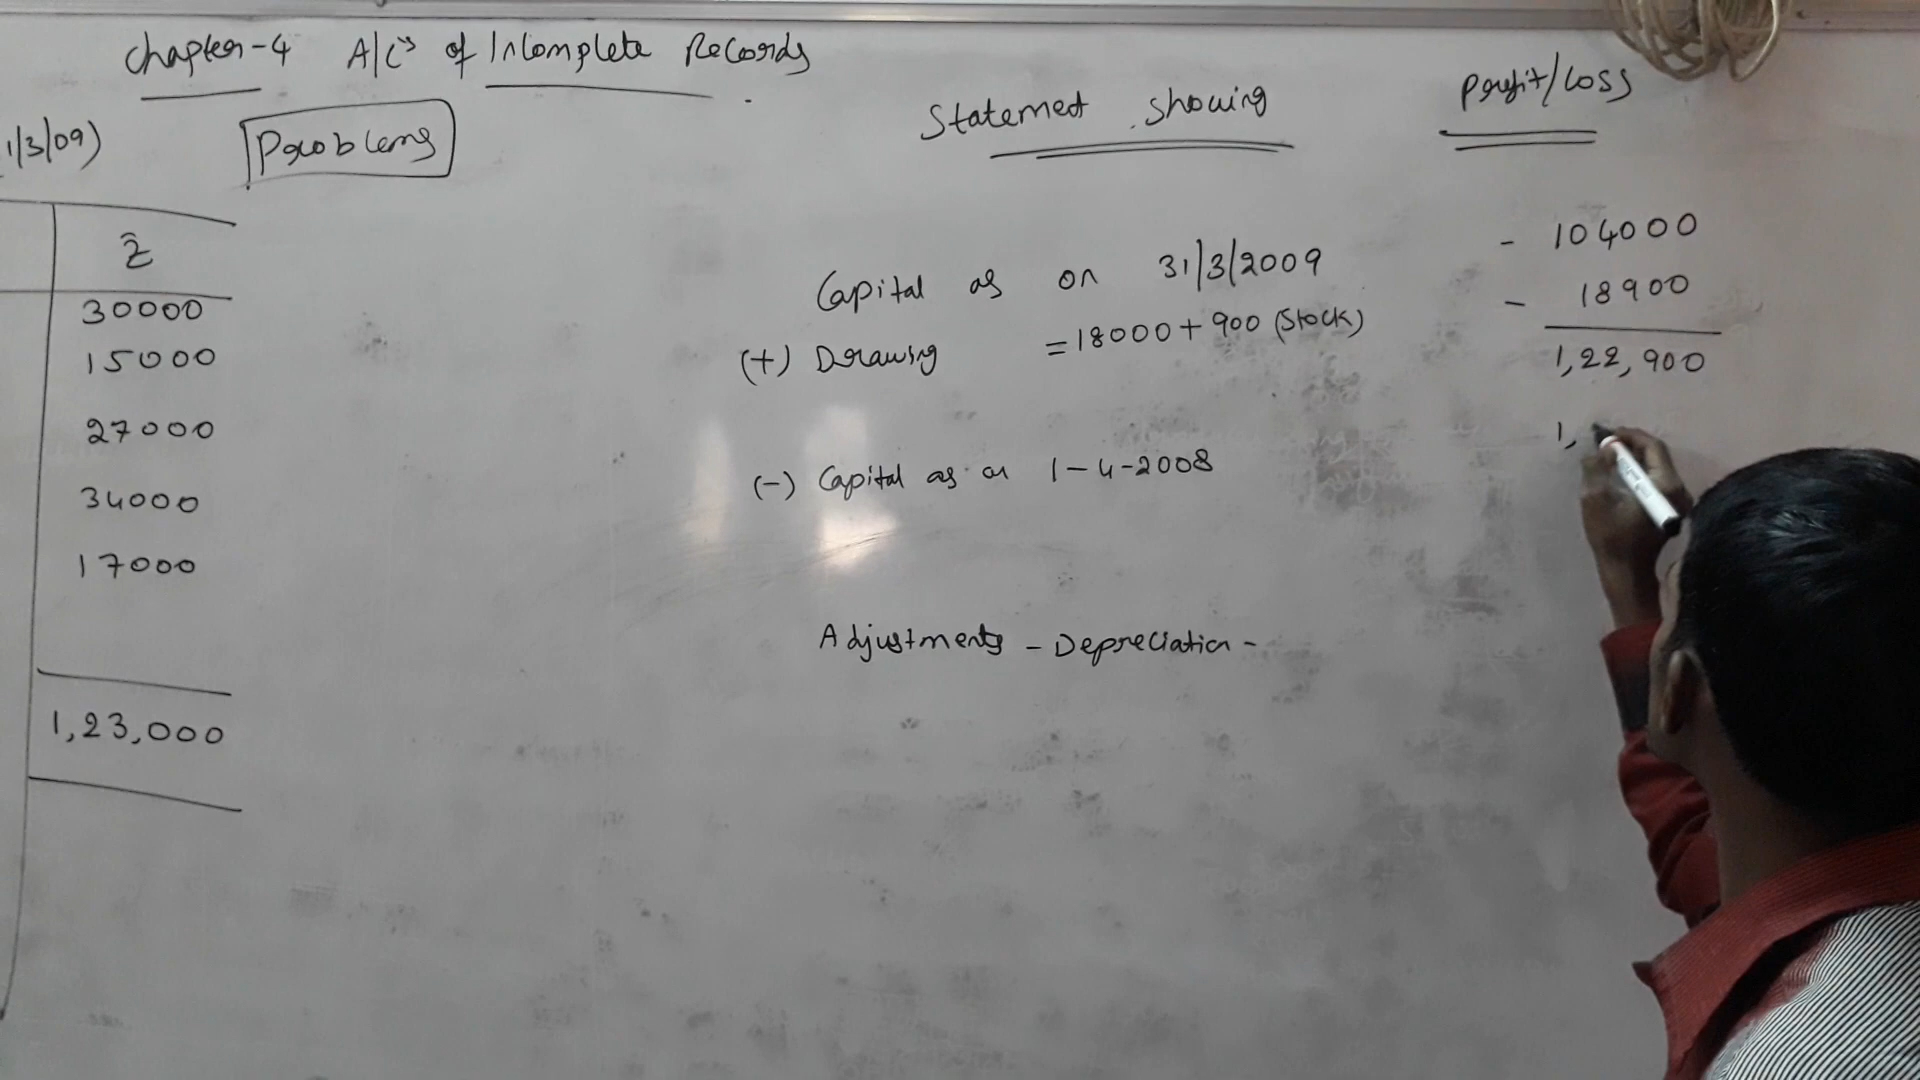 Chapter-4 A/C's of Incomplete Records
1/3/09)
Problems
30000
15000
27000
34000
17000
1,23,000
Statement showing Profit/Loss
Capital as on 31/3/2009 - 104000
(+) Drawing = 18000 + 900 (Stock) - 18900
1,22,900
(-) Capital as on 1-4-2008 1,
Adjustments - Depreciation -